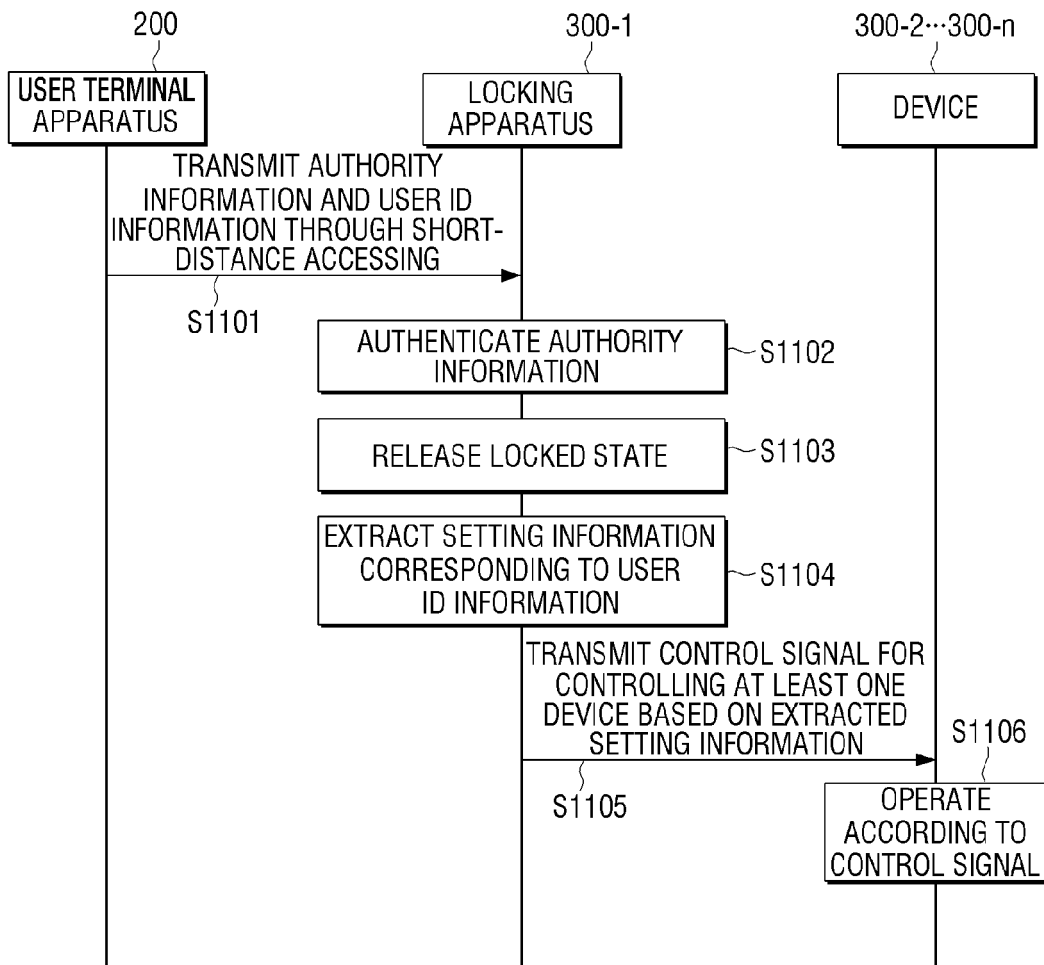 200
300-1
300-2···300-n
USER TERMINAL
APPARATUS
LOCKING
APPARATUS
DEVICE
TRANSMIT AUTHORITY
INFORMATION AND USER ID
INFORMATION THROUGH SHORT-
DISTANCE ACCESSING
S1101
AUTHENTICATE AUTHORITY
INFORMATION
S1102
RELEASE LOCKED STATE
S1103
EXTRACT SETTING INFORMATION
CORRESPONDING TO USER
ID INFORMATION
S1104
TRANSMIT CONTROL SIGNAL FOR
CONTROLLING AT LEAST ONE
DEVICE BASED ON EXTRACTED
SETTING INFORMATION
S1105
S1106
OPERATE
ACCORDING TO
CONTROL SIGNAL